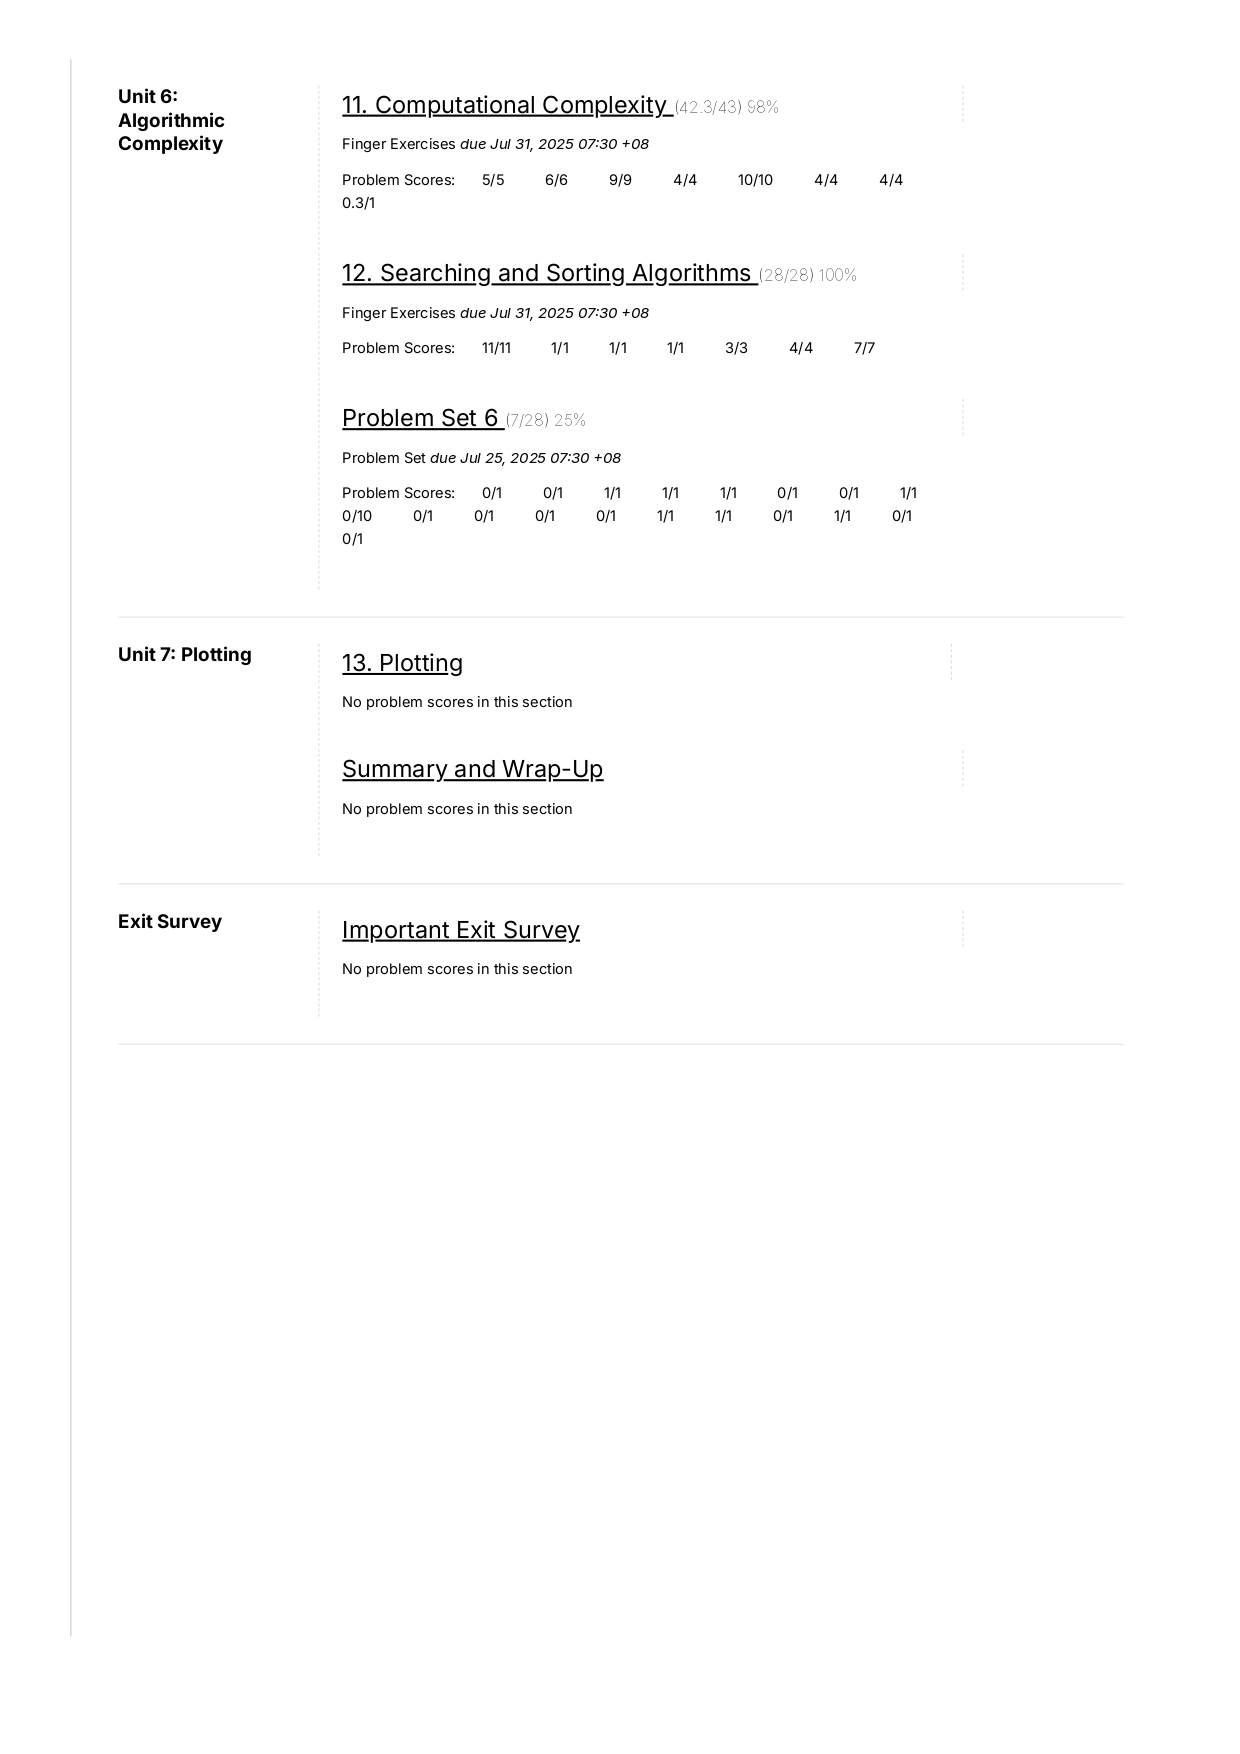 Unit 6:
Algorithmic
Complexity
11. Computational Complexity (42.3/43) 98%
Finger Exercises due Jul 31, 2025 07:30 +08
Problem Scores: 5/5 6/6 9/9 4/4 10/10 4/4 4/4
0.3/1
12. Searching and Sorting Algorithms (28/28) 100%
Finger Exercises due Jul 31, 2025 07:30 +08
Problem Scores: 11/11 1/1 1/1 1/1 3/3 4/4 7/7
Problem Set 6 (7/28) 25%
Problem Set due Jul 25, 2025 07:30 +08
Problem Scores: 0/1 0/1 1/1 1/1 1/1 0/1 0/1 1/1
0/10 0/1 0/1 0/1 0/1 1/1 1/1 0/1 1/1 0/1
0/1
Unit 7: Plotting
13. Plotting
No problem scores in this section
Summary and Wrap-Up
No problem scores in this section
Exit Survey
Important Exit Survey
No problem scores in this section